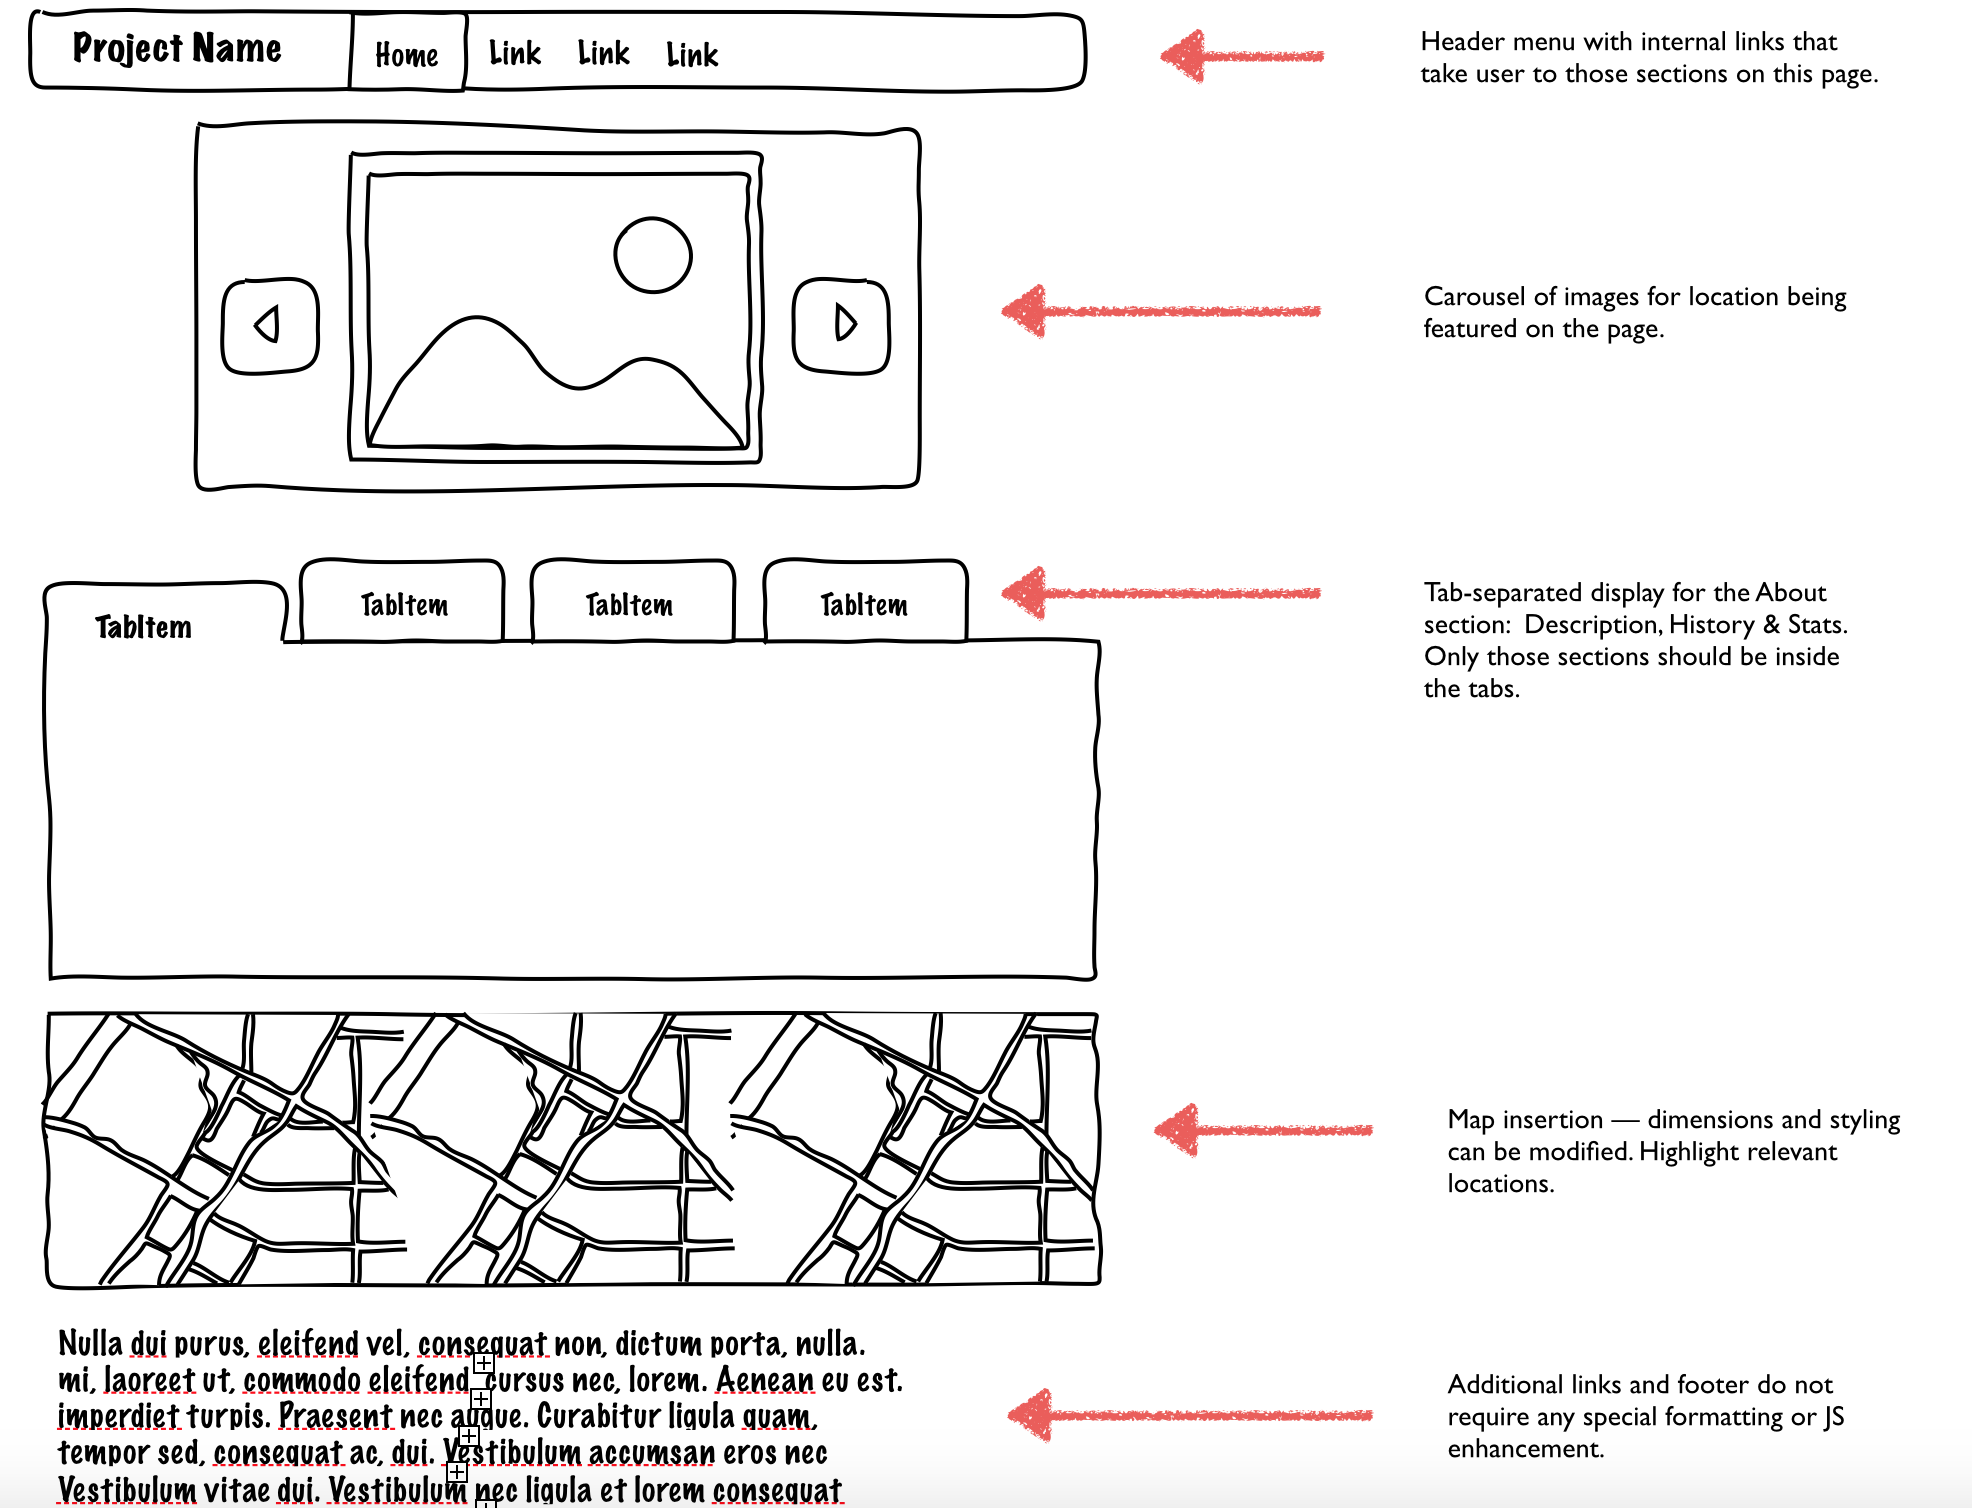 Project Name Home Link Link Link
Header menu with internal links that
take user to those sections on this page.
Carousel of images for location being
featured on the page.
TabItem TabItem TabItem TabItem
Tab-separated display for the About
section: Description, History & Stats.
Only those sections should be inside
the tabs.
Map insertion — dimensions and styling
can be modified. Highlight relevant
locations.
Nulla dui purus, eleifend vel, consequat non, dictum porta, nulla.
mi, laoreet ut, commodo eleifend cursus nec, lorem. Aenean eu est.
imperdiet turpis. Praesent nec augue. Curabitur ligula quam,
tempor sed, consequat ac, dui. Vestibulum accumsan eros nec
Vestibulum vitae dui. Vestibulum nec ligula et lorem consequat
Additional links and footer do not
require any special formatting or JS
enhancement.